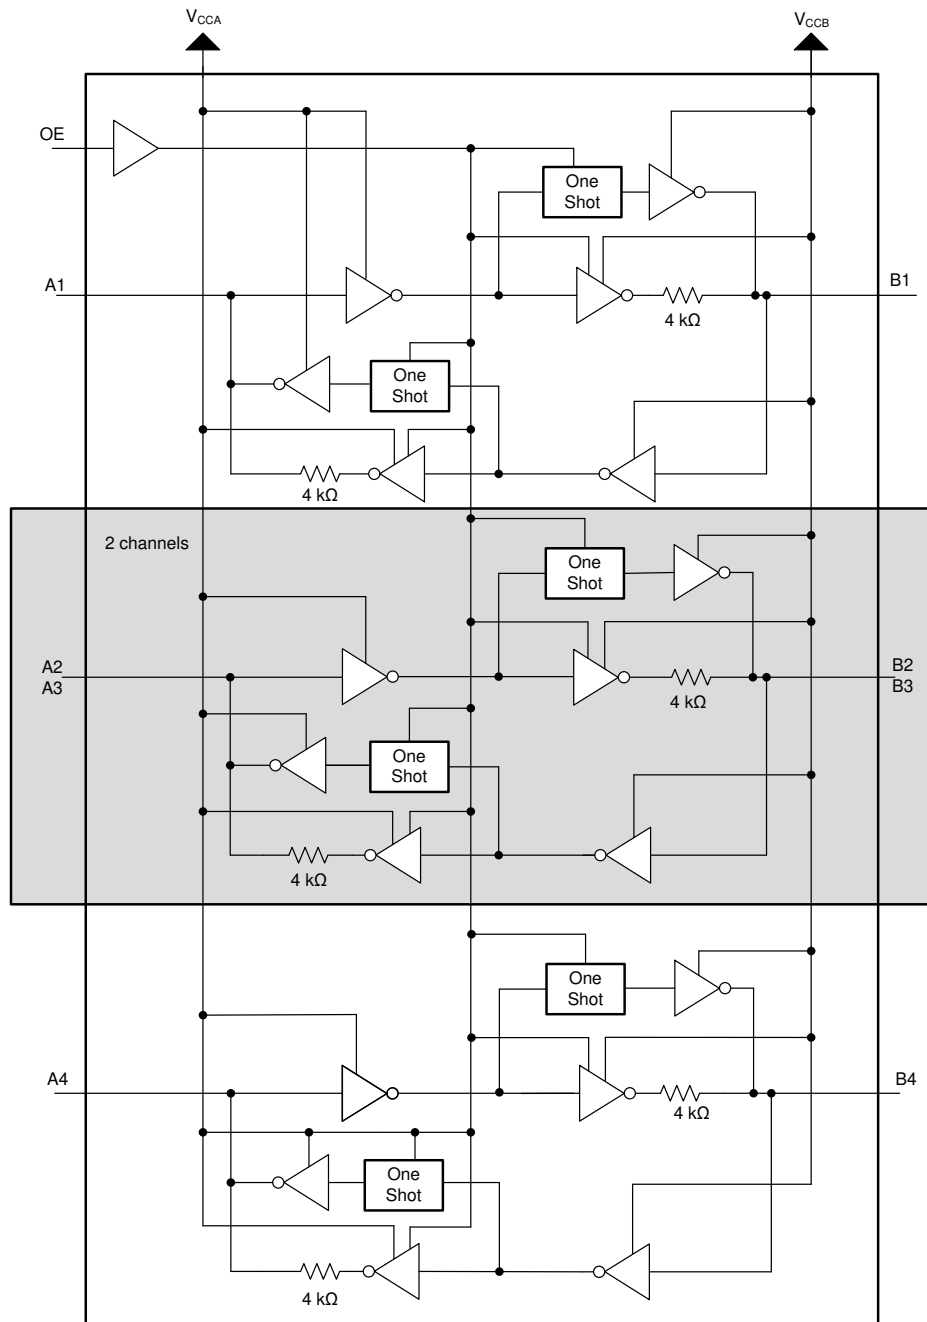 VCCA
VCCB
OE
One
Shot
A1
B1
4 kΩ
One
Shot
4 kΩ
2 channels
One
Shot
A2
A3
B2
B3
4 kΩ
One
Shot
4 kΩ
One
Shot
A4
B4
4 kΩ
One
Shot
4 kΩ